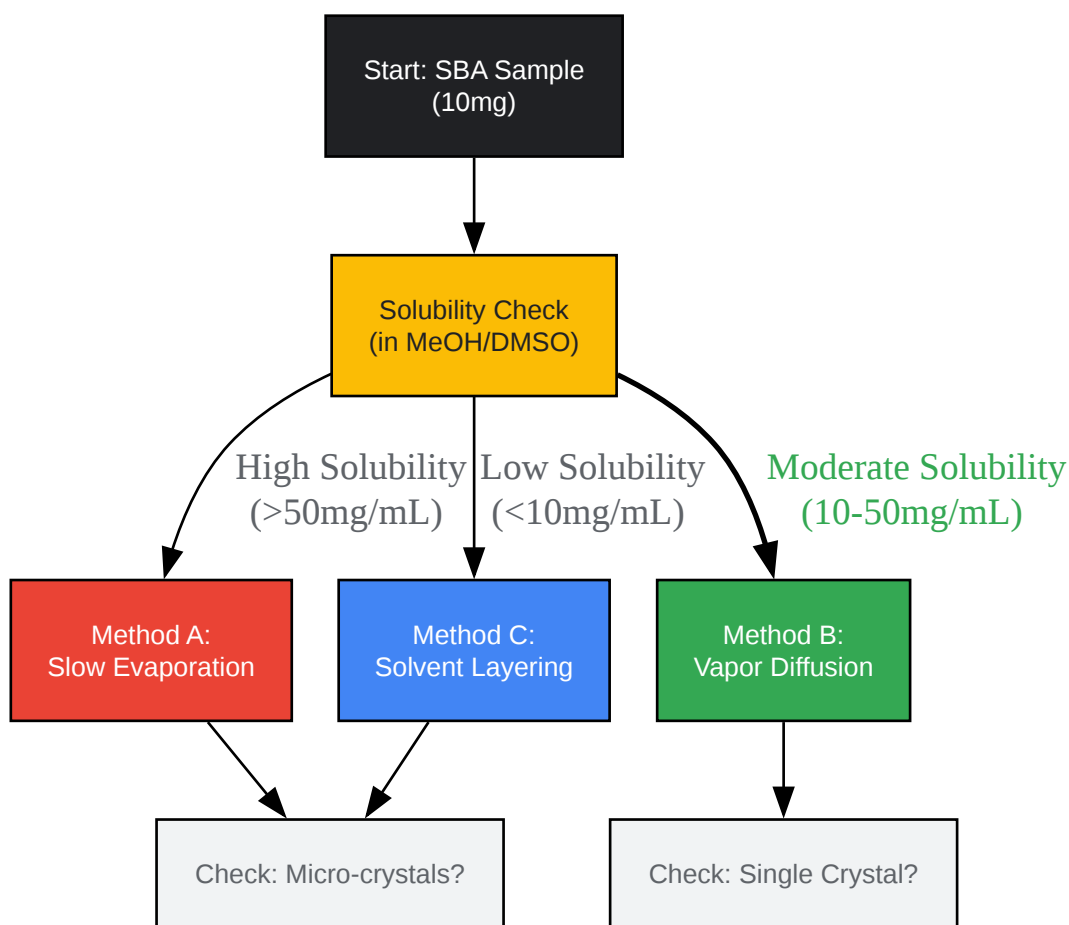 Start: SBA Sample
(10mg)
Solubility Check
(in MeOH/DMSO)
High Solubility
(>50mg/mL)
Low Solubility
(<10mg/mL)
Moderate Solubility
(10-50mg/mL)
Method A:
Slow Evaporation
Method C:
Solvent Layering
Method B:
Vapor Diffusion
Check: Micro-crystals?
Check: Single Crystal?